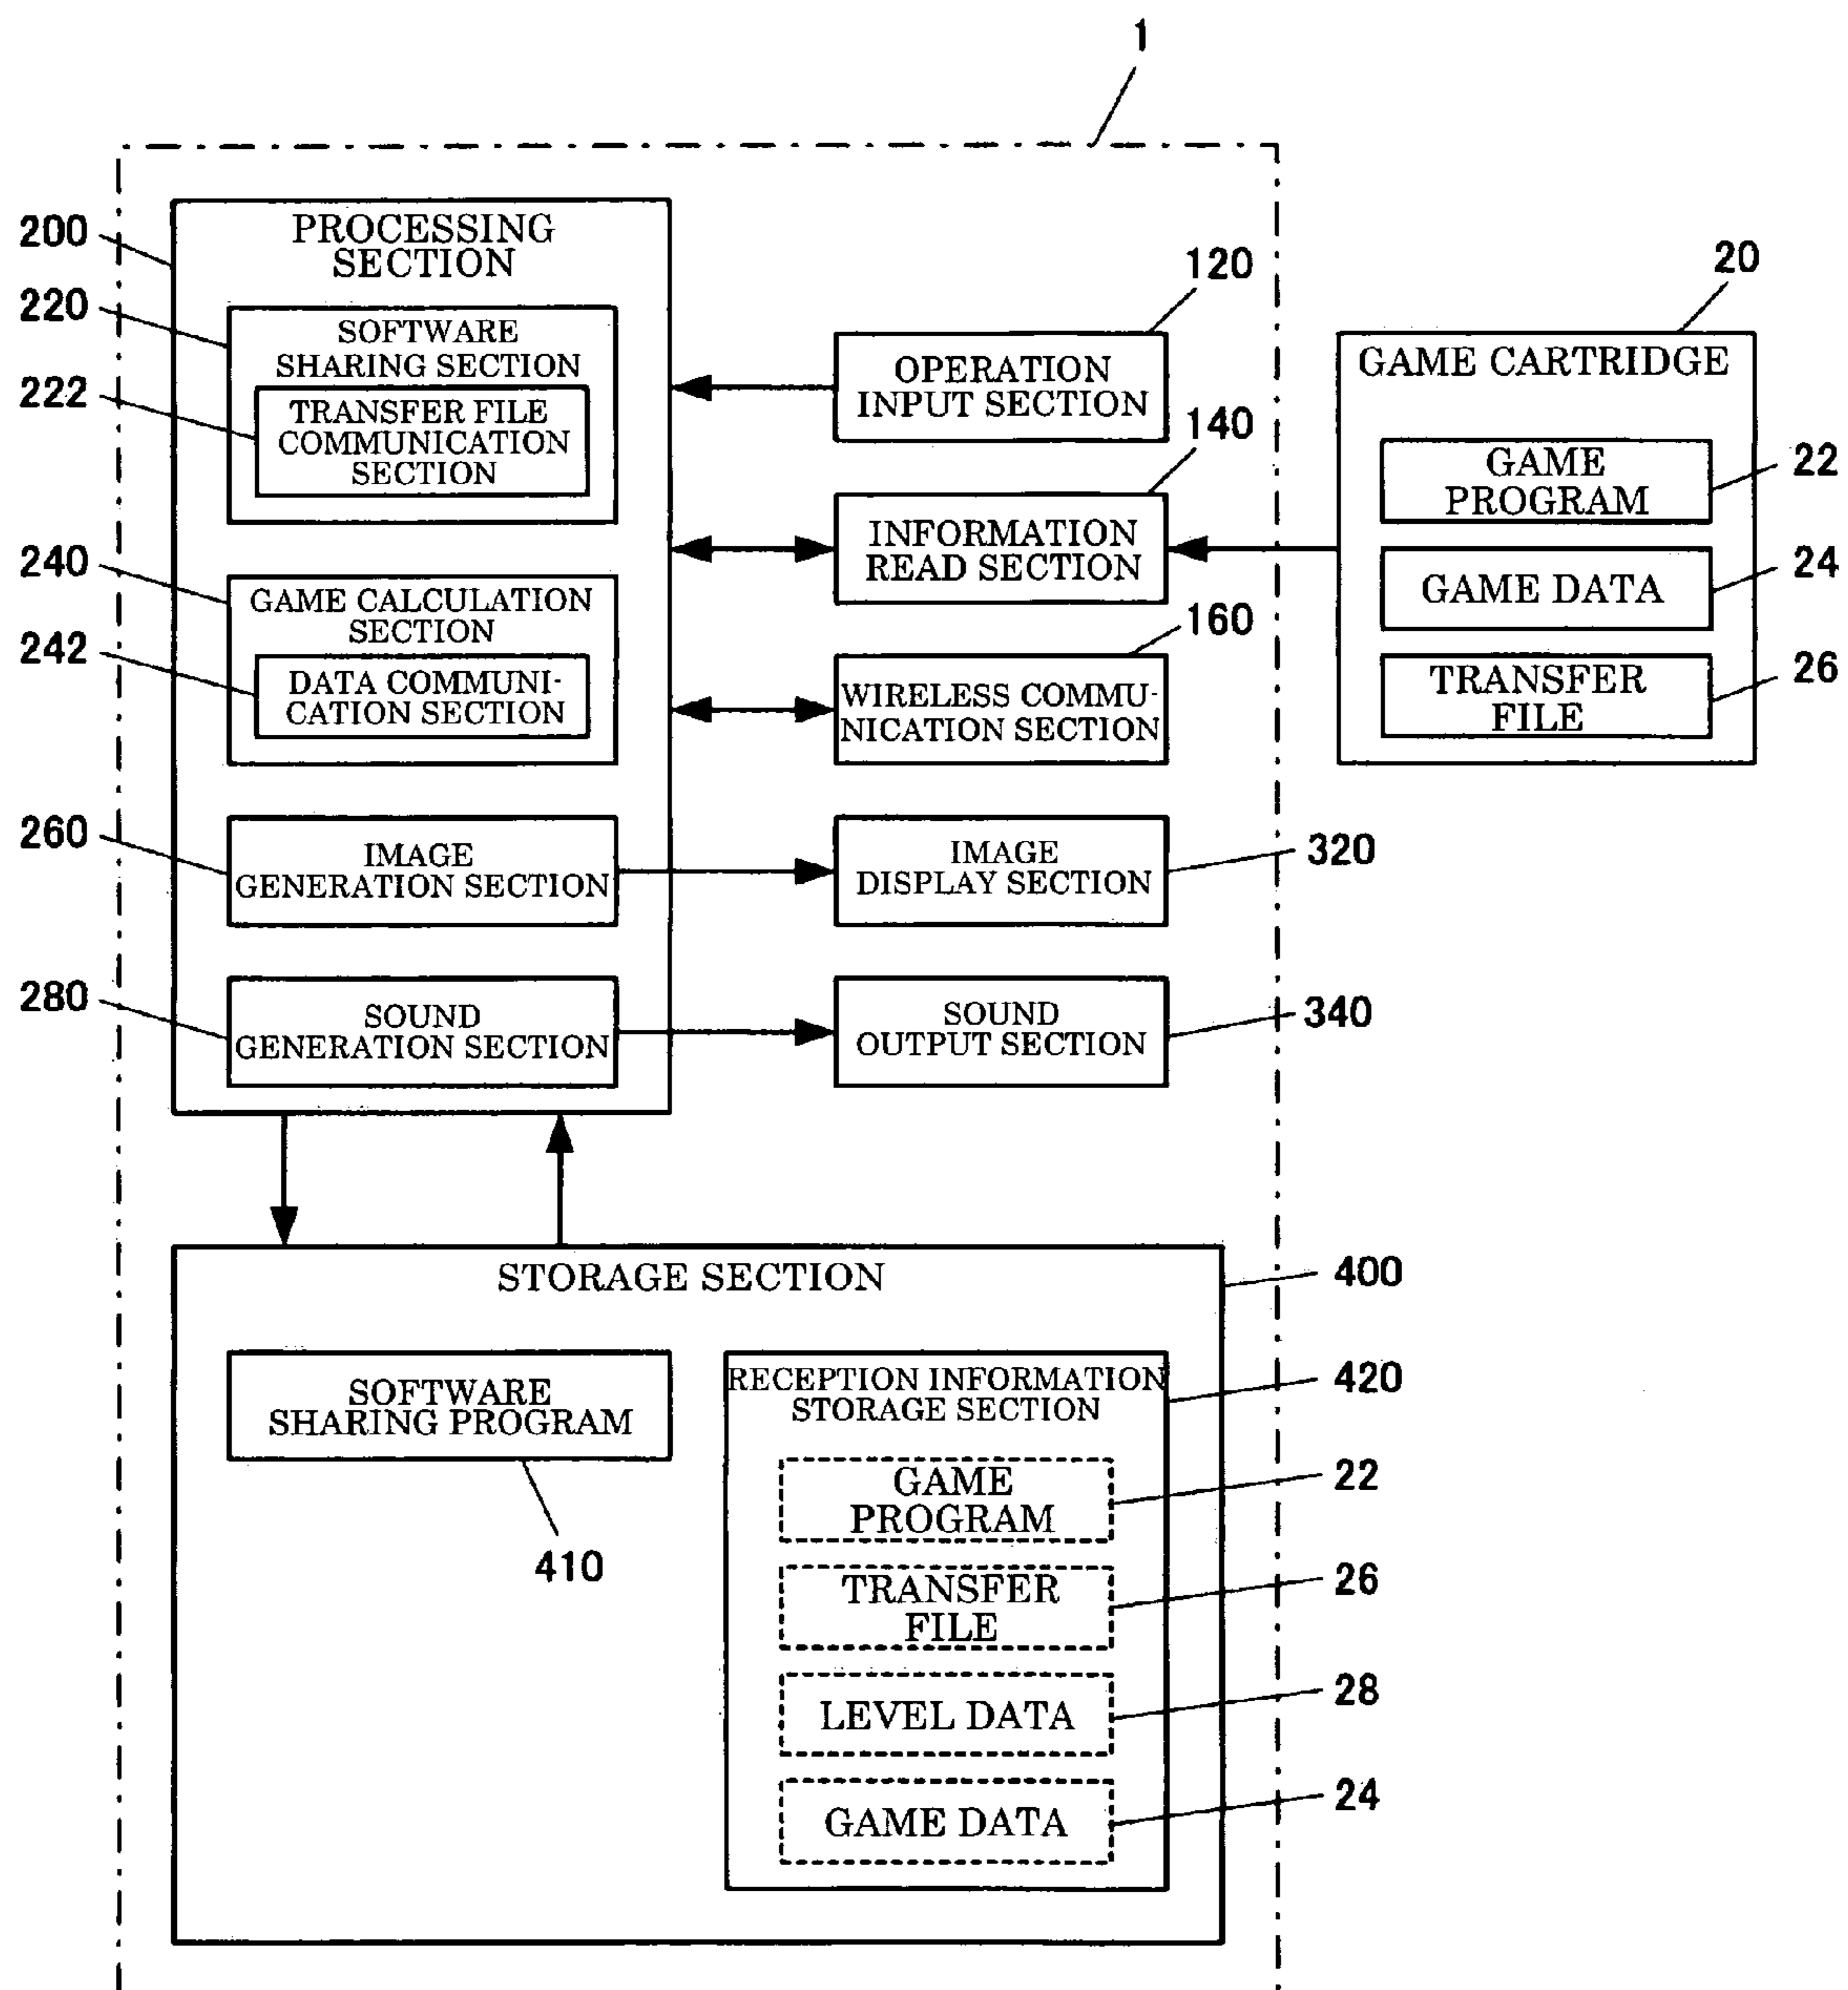 1
200
PROCESSING
SECTION
220
SOFTWARE
SHARING SECTION
222
TRANSFER FILE
COMMUNICATION
SECTION
240
GAME CALCULATION
SECTION
242
DATA COMMUNI-
CATION SECTION
260
IMAGE
GENERATION SECTION
280
SOUND
GENERATION SECTION
120
OPERATION
INPUT SECTION
140
INFORMATION
READ SECTION
160
WIRELESS COMMU-
NICATION SECTION
IMAGE
DISPLAY SECTION
320
SOUND
OUTPUT SECTION
340
20
GAME CARTRIDGE
GAME
PROGRAM
22
GAME DATA
24
TRANSFER
FILE
26
STORAGE SECTION
400
SOFTWARE
SHARING PROGRAM
410
RECEPTION INFORMATION
STORAGE SECTION
420
GAME
PROGRAM
22
TRANSFER
FILE
26
LEVEL DATA
28
GAME DATA
24